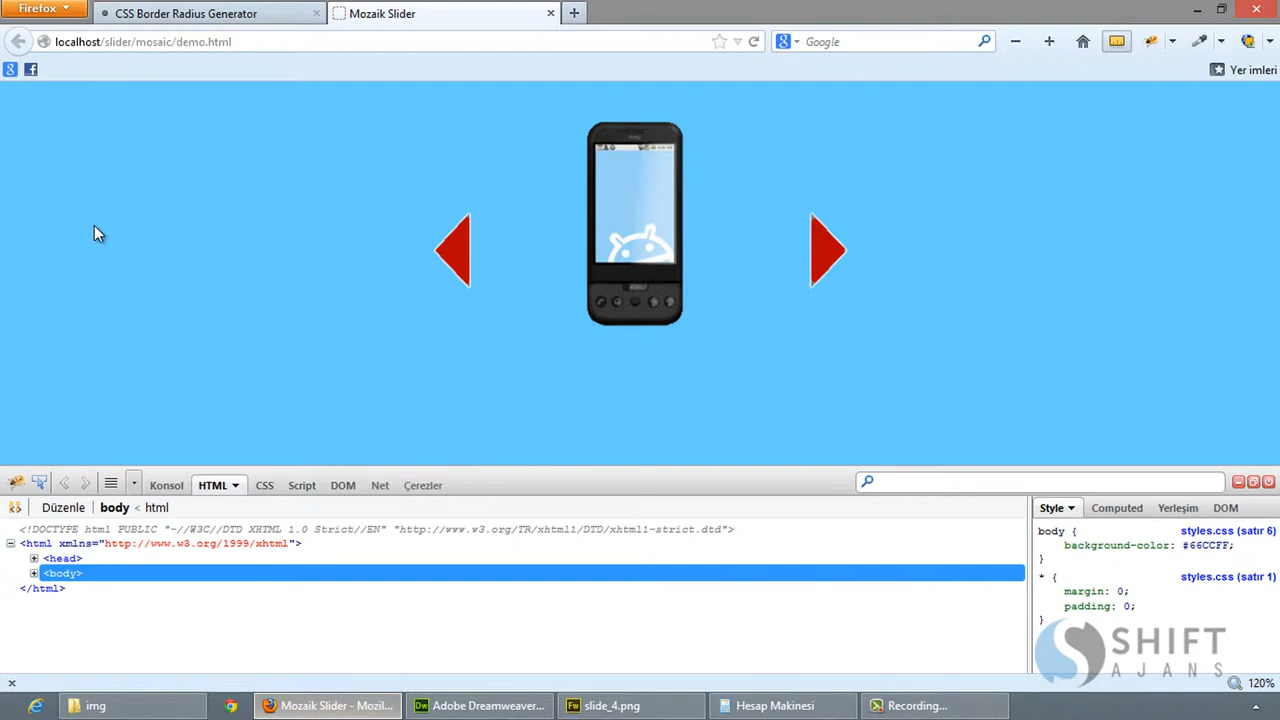 Firefox
CSS Border Radius Generator
Mozaik Slider
localhost/slider/mosaic/demo.html
Google
Yer imleri
Konsol
HTML
CSS
Script
DOM
Net
Çerezler
Düzenle
body < html
Style
Computed
Yerleşim
DOM
<!DOCTYPE html PUBLIC "-//W3C//DTD XHTML 1.0 Strict//EN" "http://www.w3.org/TR/xhtml1/DTD/xhtml1-strict.dtd">
<html xmlns="http://www.w3.org/1999/xhtml">
<head>
<body>
</html>
body {
styles.css (satır 6)
background-color: #66CCFF;
}
* {
styles.css (satır 1)
margin: 0;
padding: 0;
}
SHIFT
AJANS
120%
img
Mozaik Slider - Mozil...
Adobe Dreamweaver...
slide_4.png
Hesap Makinesi
Recording...